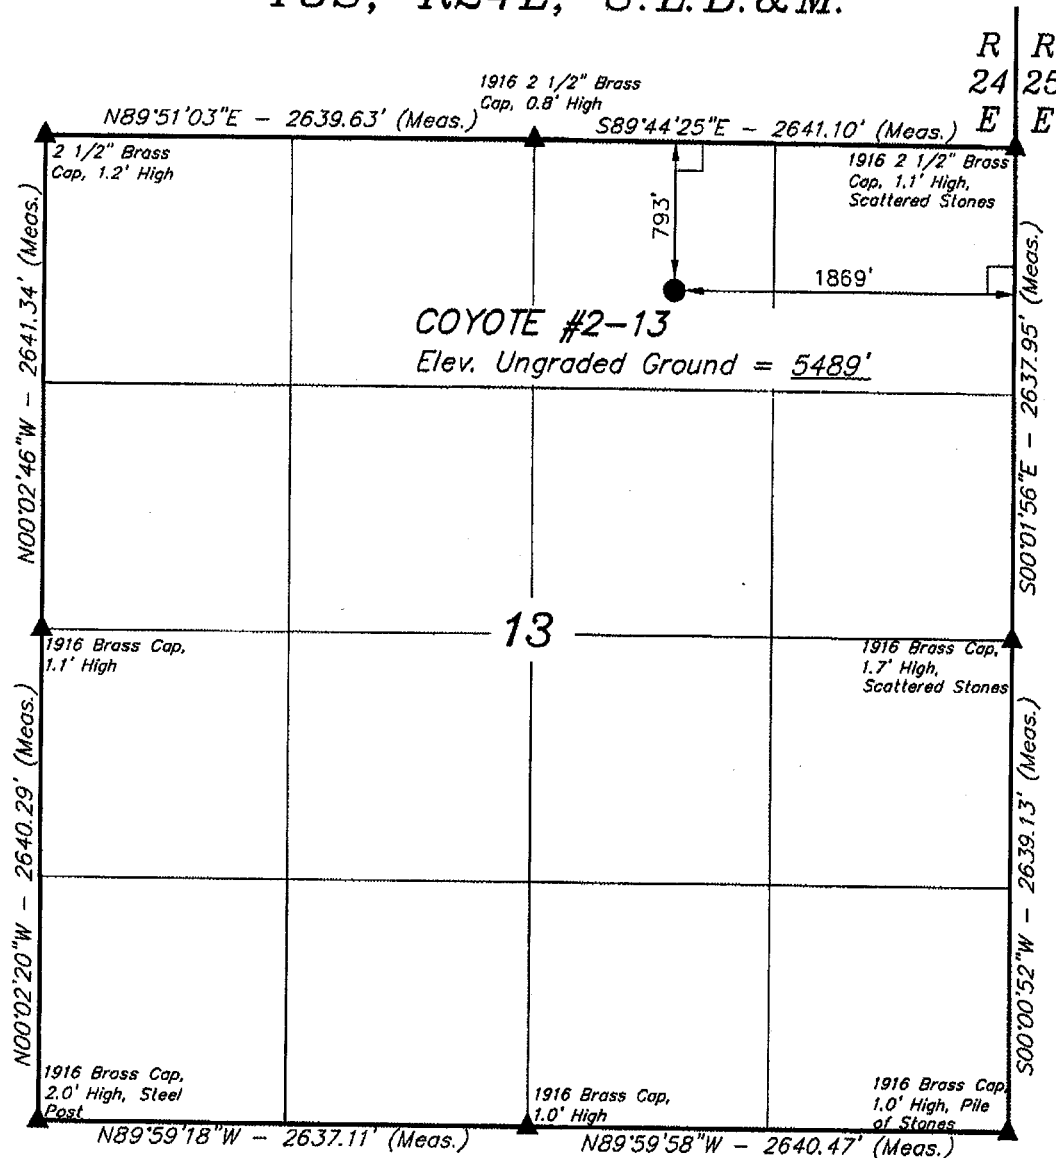 R24E, S.L.B.&M.
R R
24 25
E E
1916 2 1/2" Brass
Cap, 0.8' High
N89°51'03"E - 2639.63' (Meas.)
S89°44'25"E - 2641.10' (Meas.)
2 1/2" Brass
Cap, 1.2' High
1916 2 1/2" Brass
Cap, 1.1' High,
Scattered Stones
793'
1869'
COYOTE #2-13
Elev. Ungraded Ground = 5489'
N00°02'46"W - 2641.34' (Meas.)
S00°01'56"E - 2637.95' (Meas.)
13
1916 Brass Cap,
1.1' High
1916 Brass Cap,
1.7' High,
Scattered Stones
N00°02'20"W - 2640.29' (Meas.)
S00°00'52"W - 2639.13' (Meas.)
1916 Brass Cap,
2.0' High, Steel
Post
1916 Brass Cap,
1.0' High
1916 Brass Cap,
1.0' High, Pile
of Stones
N89°59'18"W - 2637.11' (Meas.)
N89°59'58"W - 2640.47' (Meas.)